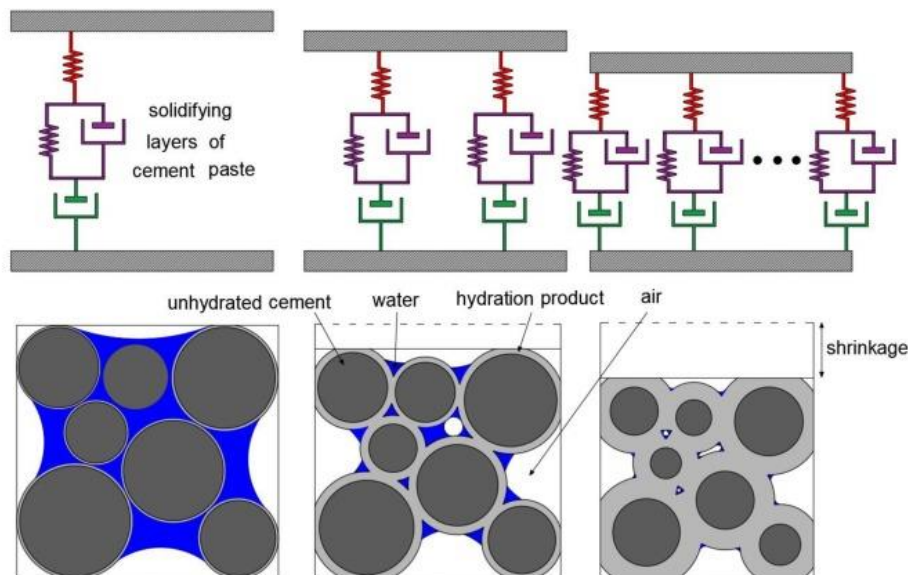 solidifying
layers of
cement paste
unhydrated cement
water
hydration product
air
shrinkage